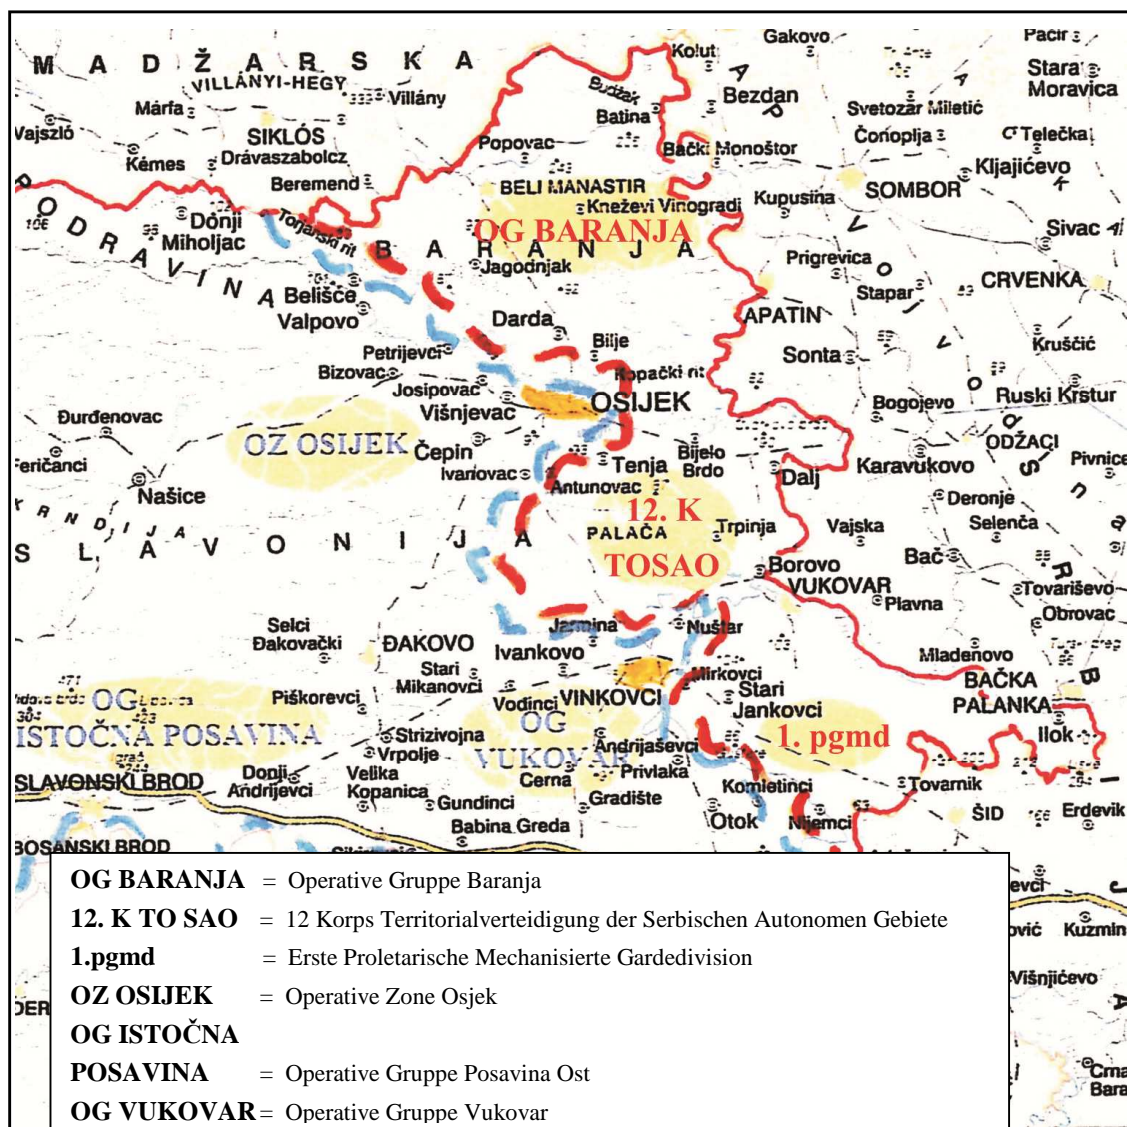 MADŽARSKA
VILLÁNYI-HEGY
Villány
Márfa
Vajszló
SIKLÓS
Kémes
Drávaszabolcz
Beremend
Kolut
Gakovo
Pačir
Budžak
Bezdan
Stara Moravica
Batina
Svetozar Miletić
Popovac
Bački Monoštor
Čonoplja
Telečka
Kljajićevo
BELI MANASTIR
SOMBOR
Kneževi Vinogradi
Kupusina
OG BARANJA
PODRAVINA
Donji Miholjac
Torjanski rit
BARANJA
Sivac
Jagodnjak
Prigrevica
Stapar
CRVENKA
Belišće
Valpovo
APATIN
Darda
Bilje
Sonta
Kruščić
Petrijevci
Bizovac
Kopački rit
Josipovac
Ruski Krstur
Višnjevac
OSIJEK
Bogojevo
Đurđenovac
OZ OSIJEK
Čepin
ODŽACI
Feričanci
Ivanovac
Tenja
Bijelo Brdo
Dalj
Karavukovo
Pivnice
Našice
Antunovac
Deronje
KRNDIJA
12. K
Selenča
PALAČA
Trpinja
Vajska
SLAVONIJA
TOSAO
Borovo
Bač
VUKOVAR
Tovariševo
Plavna
Obrovac
Selci Đakovački
ĐAKOVO
Jarmina
Nuštar
Ivankovo
Mladenovo
Stari Mikanovci
Mirkovci
BAČKA PALANKA
Piškorevci
Vodinci
VINKOVCI
Stari Jankovci
OG
ISTOČNA POSAVINA
OG
VUKOVAR
1. pgmd
Ilok
Strizivojna
Vrpolje
Andrijaševci
Cerna
Privlaka
SLAVONSKI BROD
Donji Andrijevci
Velika Kopanica
Komletinci
Tovarnik
Gundinci
Gradište
Otok
Nijemci
ŠID
Erdevik
Babina Greda
BOSANSKI BROD
Kuzmin
Višnjićevo
Crna Bara
OG BARANJA = Operative Gruppe Baranja
12. K TO SAO = 12 Korps Territorialverteidigung der Serbischen Autonomen Gebiete
1.pgmd = Erste Proletarische Mechanisierte Gardedivision
OZ OSIJEK = Operative Zone Osjek
OG ISTOČNA
POSAVINA = Operative Gruppe Posavina Ost
OG VUKOVAR = Operative Gruppe Vukovar